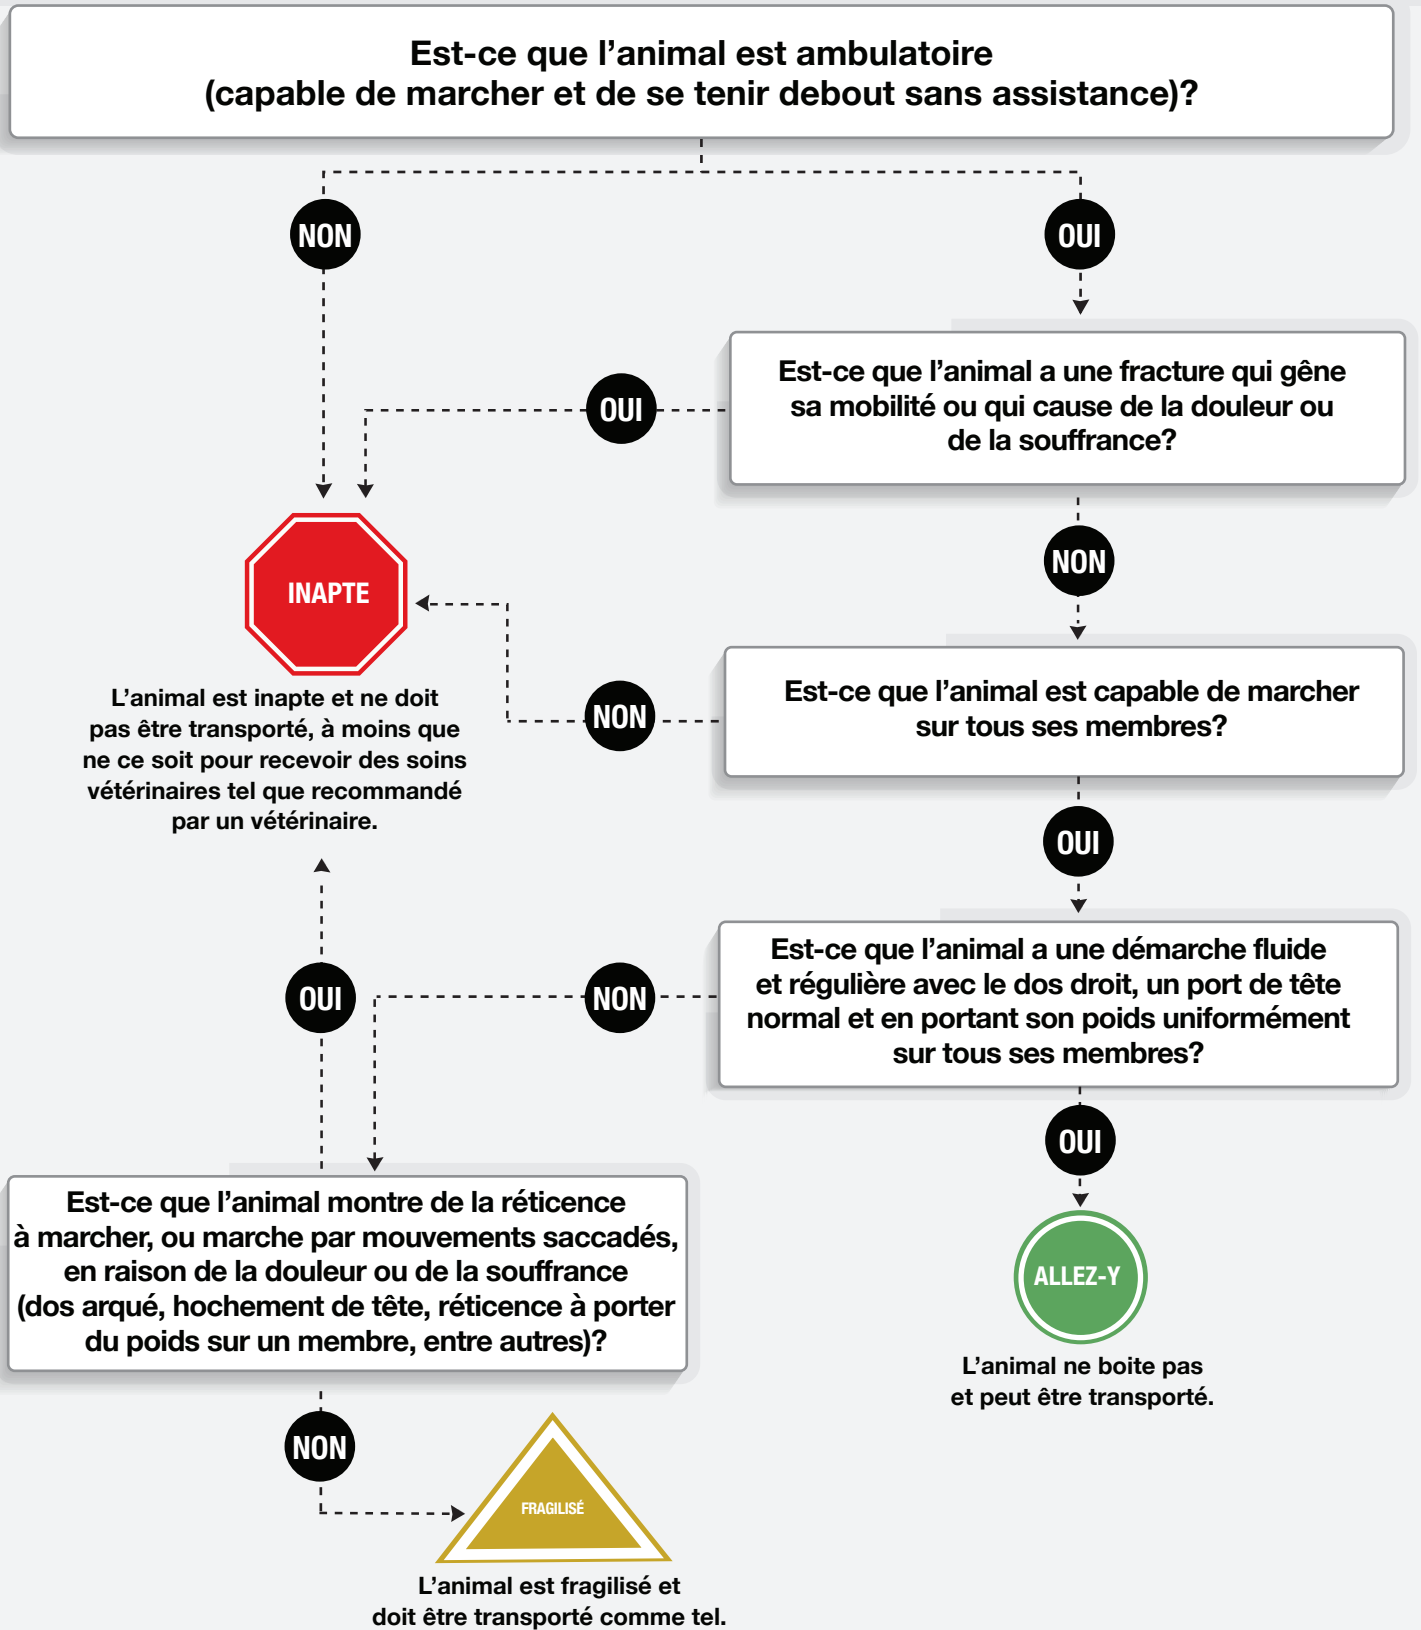 Est-ce que l'animal est ambulatoire
(capable de marcher et de se tenir debout sans assistance)?
NON
OUI
Est-ce que l'animal a une fracture qui gêne
sa mobilité ou qui cause de la douleur ou
de la souffrance?
OUI
NON
INAPTE
L'animal est inapte et ne doit
pas être transporté, à moins que
ne ce soit pour recevoir des soins
vétérinaires tel que recommandé
par un vétérinaire.
Est-ce que l'animal est capable de marcher
sur tous ses membres?
NON
OUI
Est-ce que l'animal a une démarche fluide
et régulière avec le dos droit, un port de tête
normal et en portant son poids uniformément
sur tous ses membres?
NON
OUI
OUI
Est-ce que l'animal montre de la réticence
à marcher, ou marche par mouvements saccadés,
en raison de la douleur ou de la souffrance
(dos arqué, hochement de tête, réticence à porter
du poids sur un membre, entre autres)?
ALLEZ-Y
L'animal ne boite pas
et peut être transporté.
NON
FRAGILISÉ
L'animal est fragilisé et
doit être transporté comme tel.